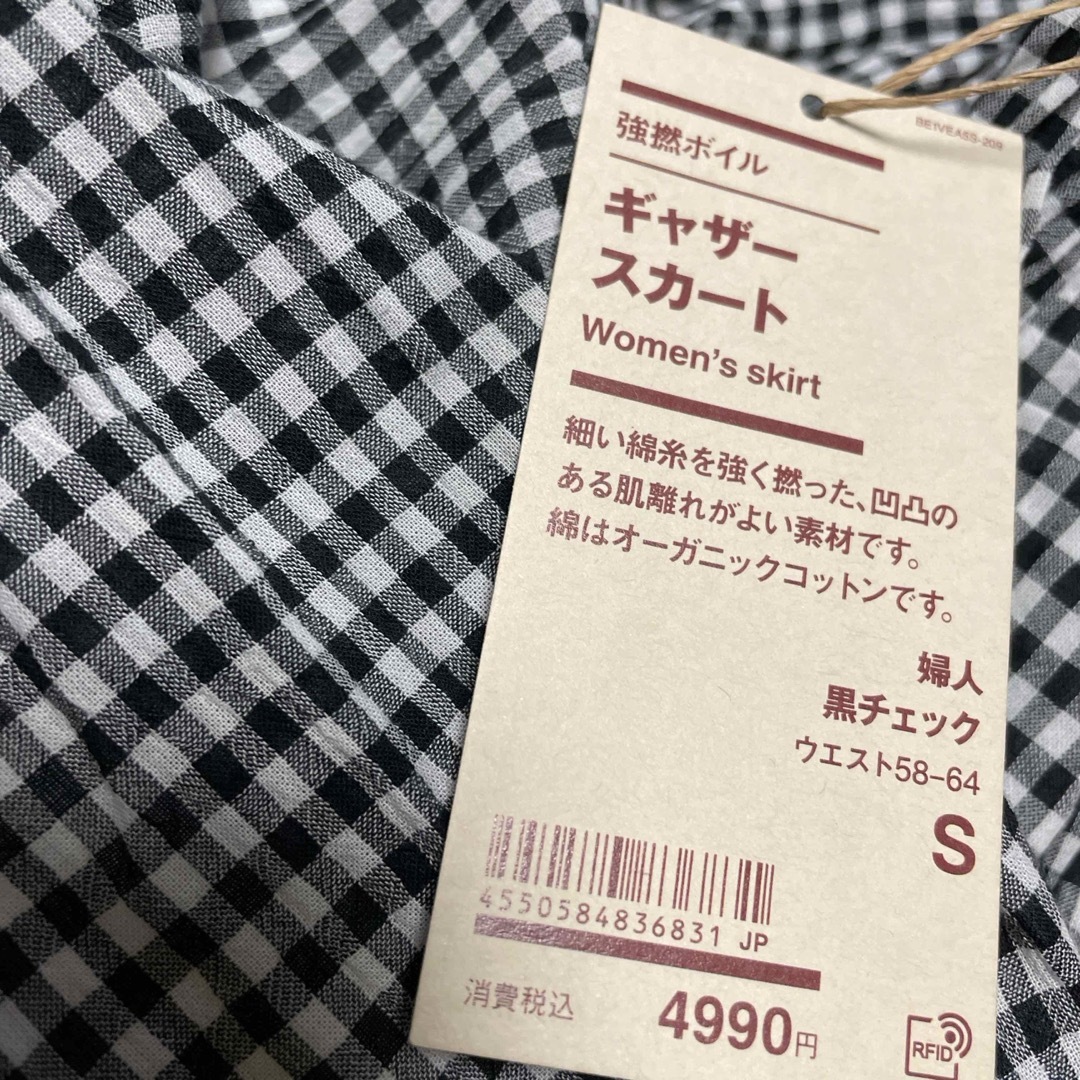 BE1VEA5S-209
強撚ボイル
ギャザー
スカート
Women's skirt
細い綿糸を強く撚った、凹凸の
ある肌離れがよい素材です。
綿はオーガニックコットンです。
婦人
黒チェック
ウエスト58-64
S
4550584836831 JP
消費税込 4990円
RFID